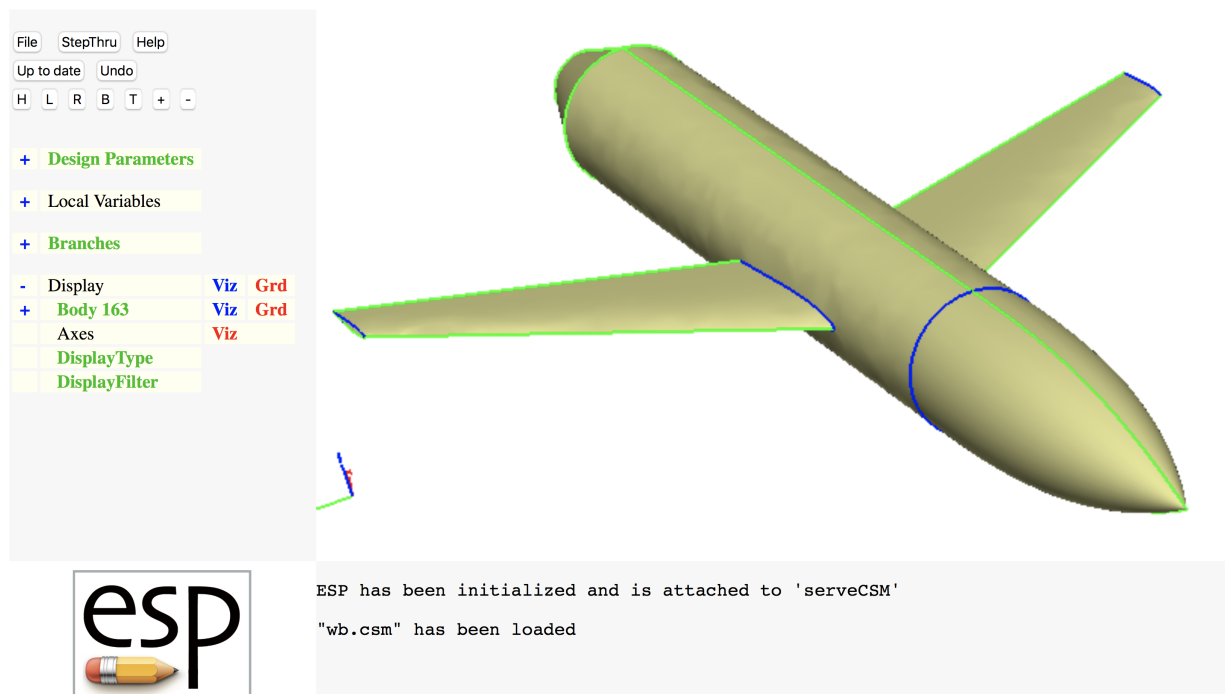 File StepThru Help
Up to date Undo
H L R B T + -
+ Design Parameters
+ Local Variables
+ Branches
- Display Viz Grd
+ Body 163 Viz Grd
Axes Viz
DisplayType
DisplayFilter
esp
ESP has been initialized and is attached to 'serveCSM'
"wb.csm" has been loaded